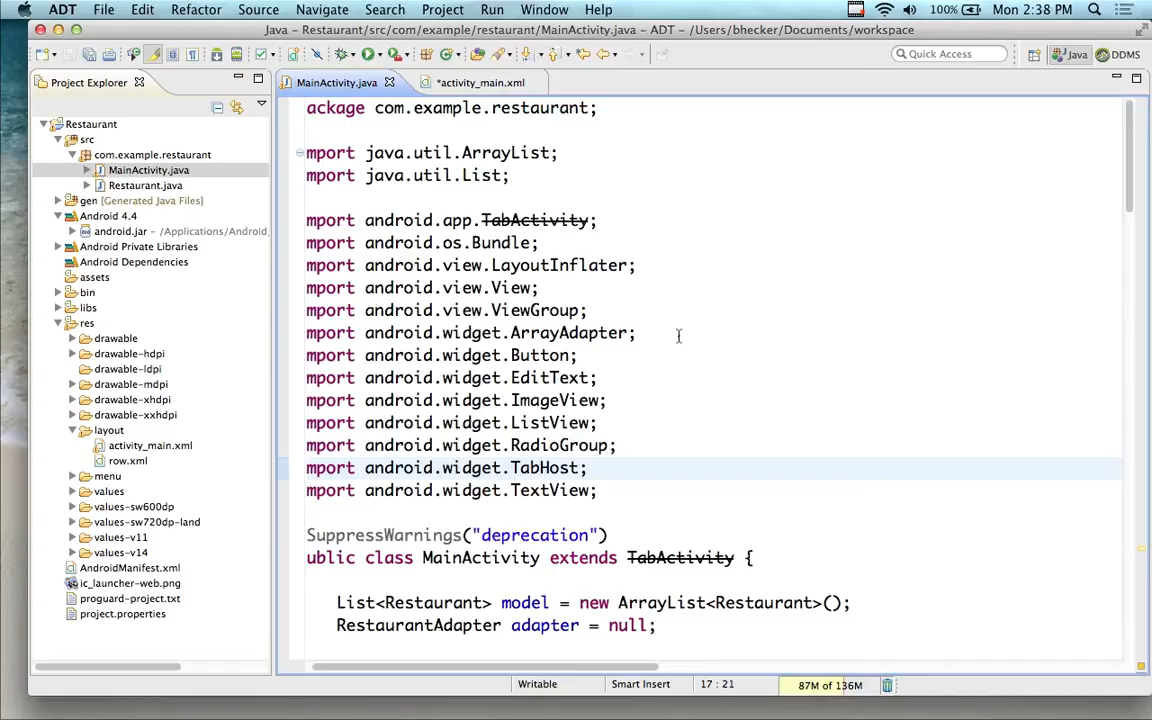 ADT File Edit Refactor Source Navigate Search Project Run Window Help 100% Mon 2:38 PM
Java - Restaurant/src/com/example/restaurant/MainActivity.java - ADT - /Users/bhecker/Documents/workspace
Quick Access Java DDMS
Project Explorer
MainActivity.java
*activity_main.xml
Restaurant
src
com.example.restaurant
MainActivity.java
Restaurant.java
gen [Generated Java Files]
Android 4.4
android.jar - /Applications/Android_
Android Private Libraries
Android Dependencies
assets
bin
libs
res
drawable
drawable-hdpi
drawable-ldpi
drawable-mdpi
drawable-xhdpi
drawable-xxhdpi
layout
activity_main.xml
row.xml
menu
values
values-sw600dp
values-sw720dp-land
values-v11
values-v14
AndroidManifest.xml
ic_launcher-web.png
proguard-project.txt
project.properties
ackage com.example.restaurant;
mport java.util.ArrayList;
mport java.util.List;
mport android.app.TabActivity;
mport android.os.Bundle;
mport android.view.LayoutInflater;
mport android.view.View;
mport android.view.ViewGroup;
mport android.widget.ArrayAdapter;
mport android.widget.Button;
mport android.widget.EditText;
mport android.widget.ImageView;
mport android.widget.ListView;
mport android.widget.RadioGroup;
mport android.widget.TabHost;
mport android.widget.TextView;
SuppressWarnings("deprecation")
ublic class MainActivity extends TabActivity {
List<Restaurant> model = new ArrayList<Restaurant>();
RestaurantAdapter adapter = null;
Writable Smart Insert 17 : 21 87M of 136M